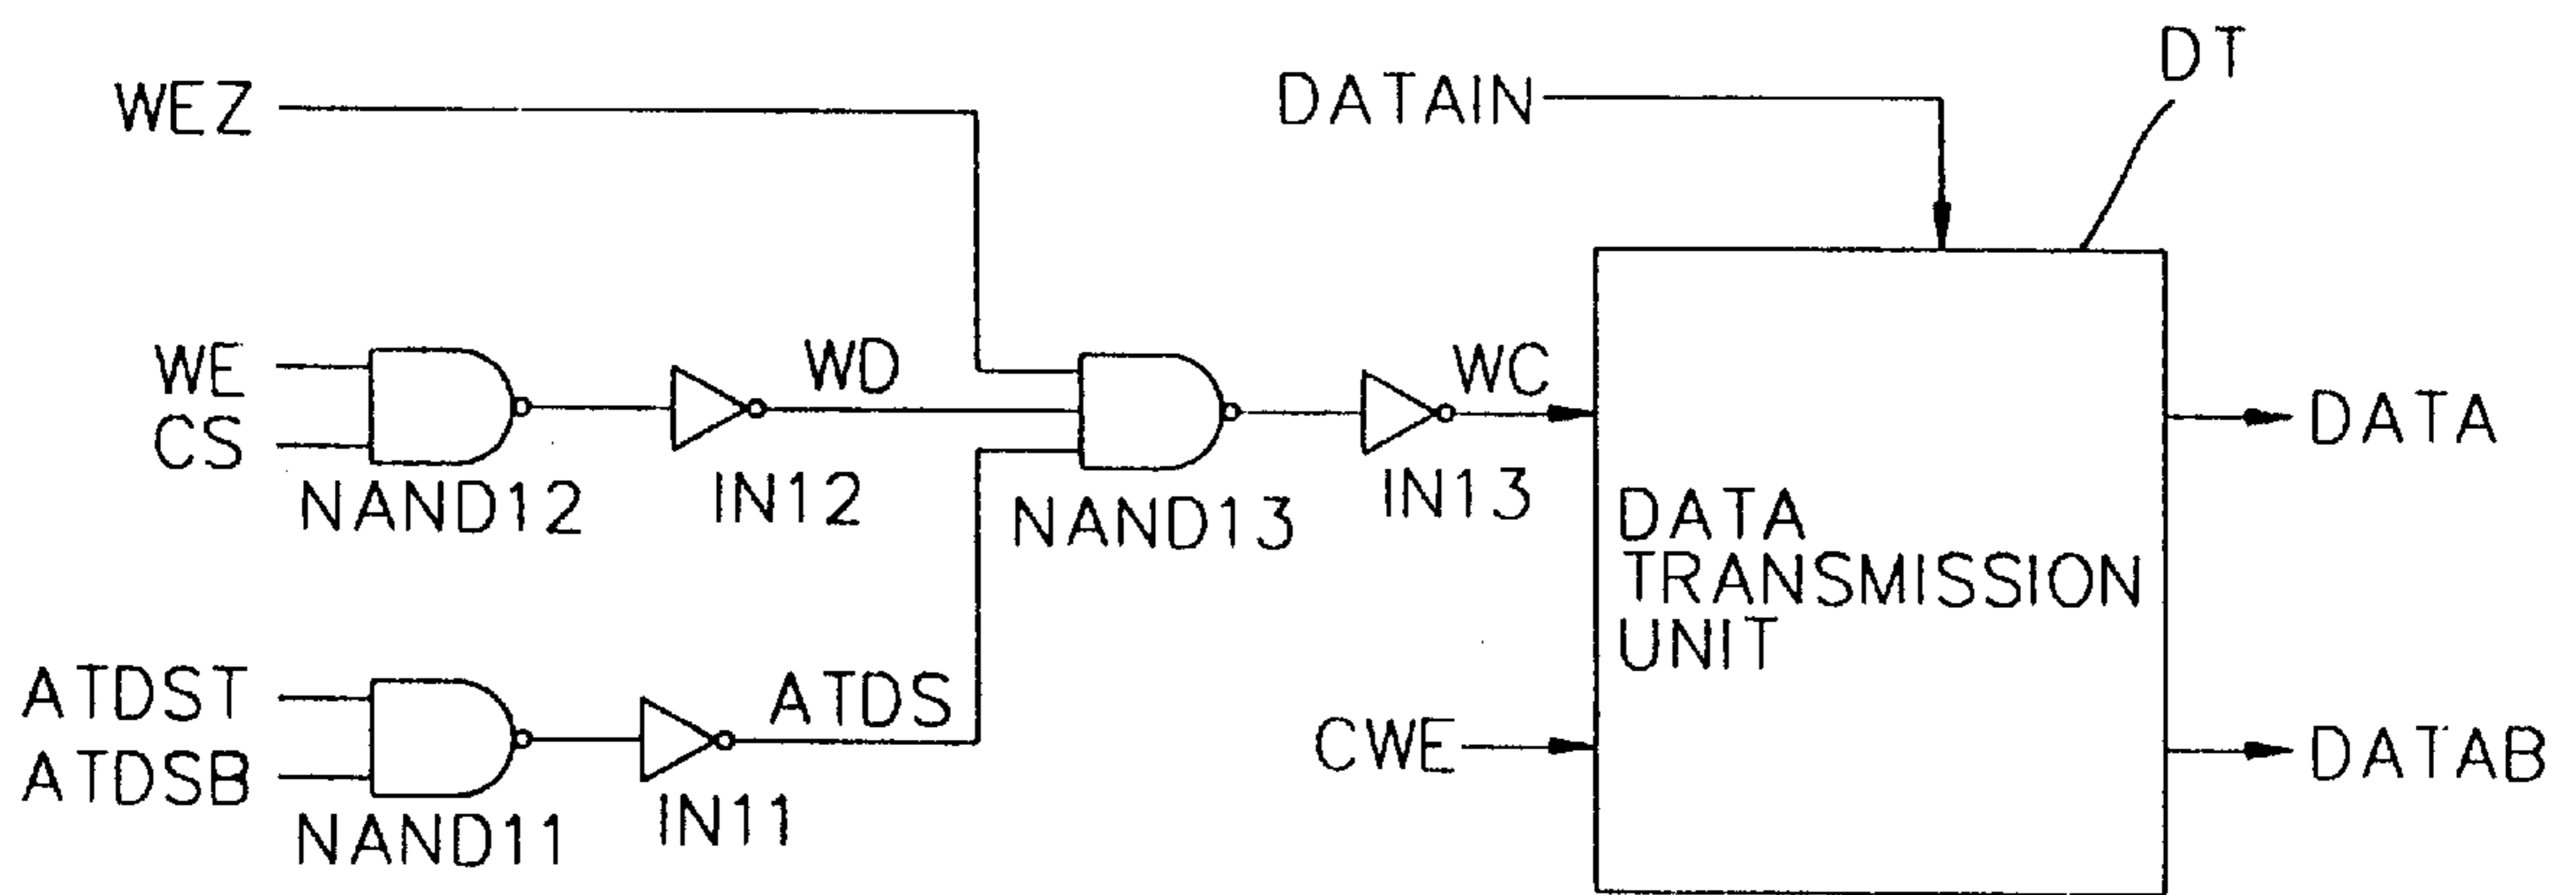 DT
WEZ
DATAIN
WE
CS
NAND12
IN12
WD
NAND13
IN13
WC
DATA
TRANSMISSION
UNIT
DATA
ATDST
ATDSB
NAND11
IN11
ATDS
CWE
DATAB